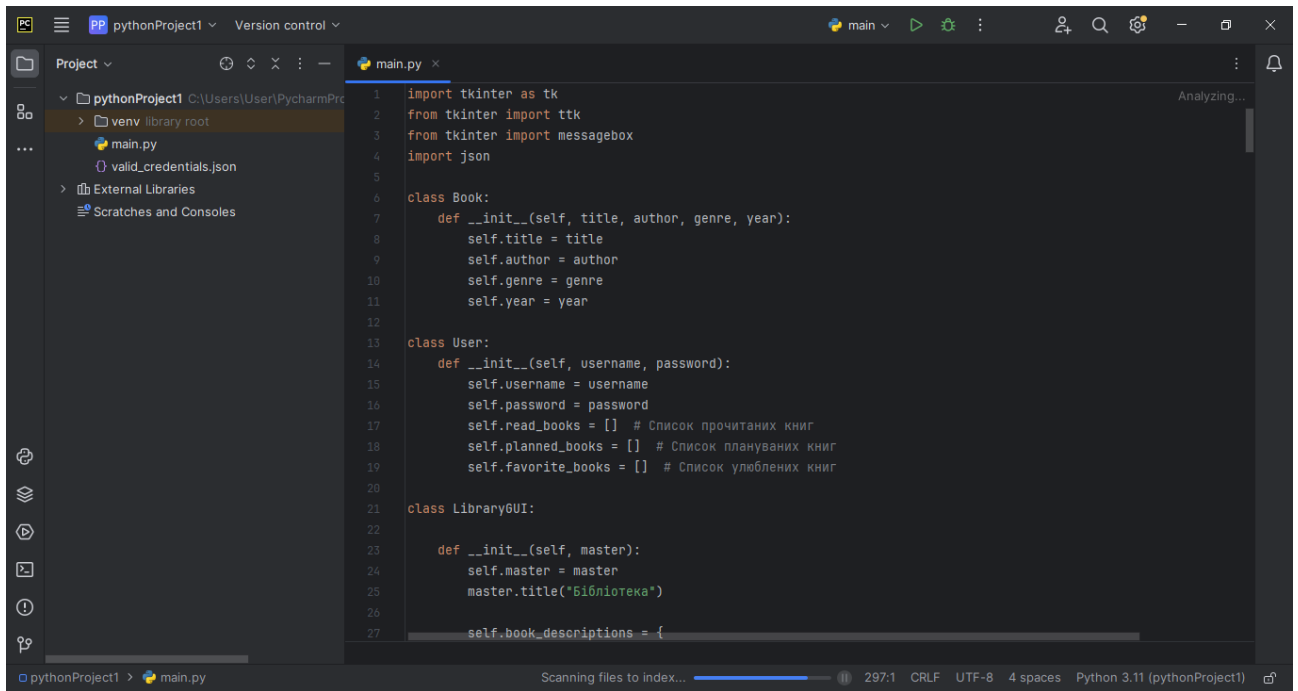 PC PP pythonProject1 Version control main
Project
main.py
pythonProject1 C:\Users\User\PycharmPrc
venv library root
main.py
valid_credentials.json
External Libraries
Scratches and Consoles
Analyzing...
1 import tkinter as tk
2 from tkinter import ttk
3 from tkinter import messagebox
4 import json
5
6 class Book:
7 def __init__(self, title, author, genre, year):
8 self.title = title
9 self.author = author
10 self.genre = genre
11 self.year = year
12
13 class User:
14 def __init__(self, username, password):
15 self.username = username
16 self.password = password
17 self.read_books = [] # Список прочитаних книг
18 self.planned_books = [] # Список плануваних книг
19 self.favorite_books = [] # Список улюблених книг
20
21 class LibraryGUI:
22
23 def __init__(self, master):
24 self.master = master
25 master.title("Бібліотека")
26
27 self.book_descriptions = {
pythonProject1 > main.py Scanning files to index... 297:1 CRLF UTF-8 4 spaces Python 3.11 (pythonProject1)